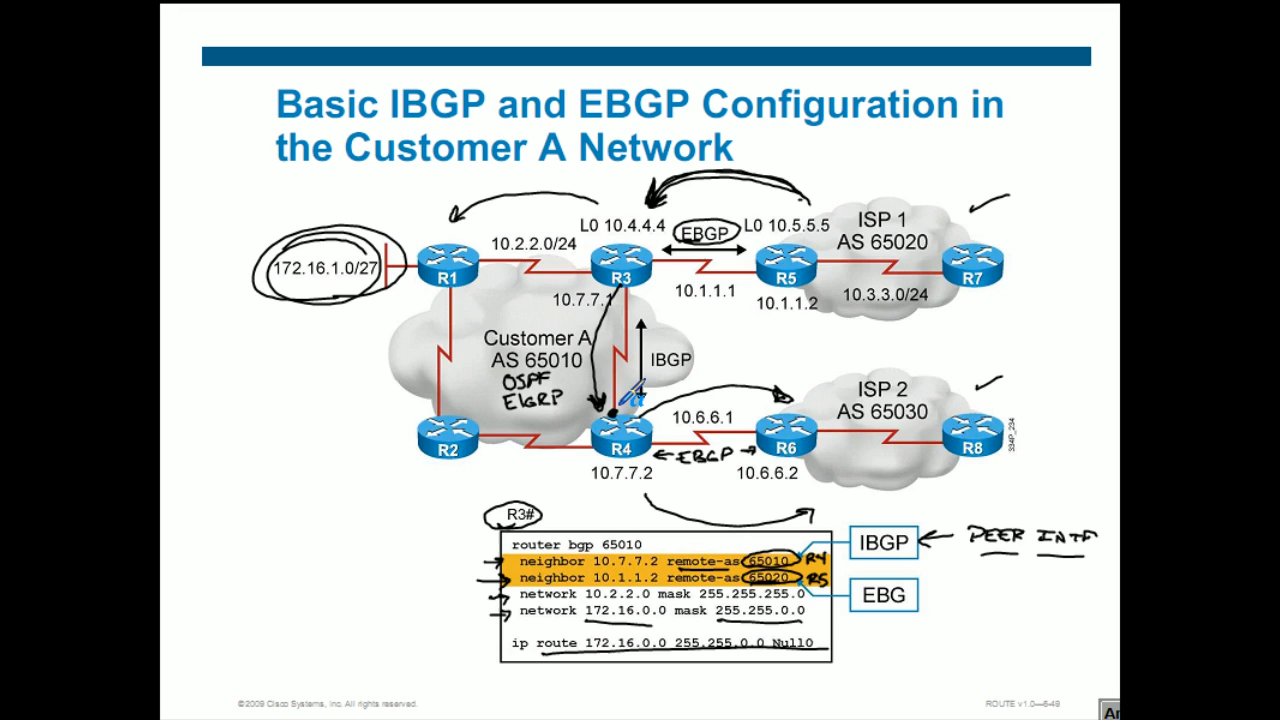 Basic IBGP and EBGP Configuration in
the Customer A Network
L0 10.4.4.4
EBGP
L0 10.5.5.5
ISP 1
AS 65020
172.16.1.0/27
R1
10.2.2.0/24
R3
R5
R7
10.7.7.1
10.1.1.1
10.1.1.2
10.3.3.0/24
Customer A
AS 65010
OSPF
EIGRP
IBGP
ISP 2
AS 65030
R2
R4
10.6.6.1
R6
R8
EBGP
10.7.7.2
10.6.6.2
334P_234
R3#
router bgp 65010
neighbor 10.7.7.2 remote-as 65010 R4
neighbor 10.1.1.2 remote-as 65020 R5
network 10.2.2.0 mask 255.255.255.0
network 172.16.0.0 mask 255.255.0.0
ip route 172.16.0.0 255.255.0.0 Null0
IBGP
PEER INTF
EBG
©2009 Cisco Systems, Inc. All rights reserved.
ROUTE v1.0—6-49